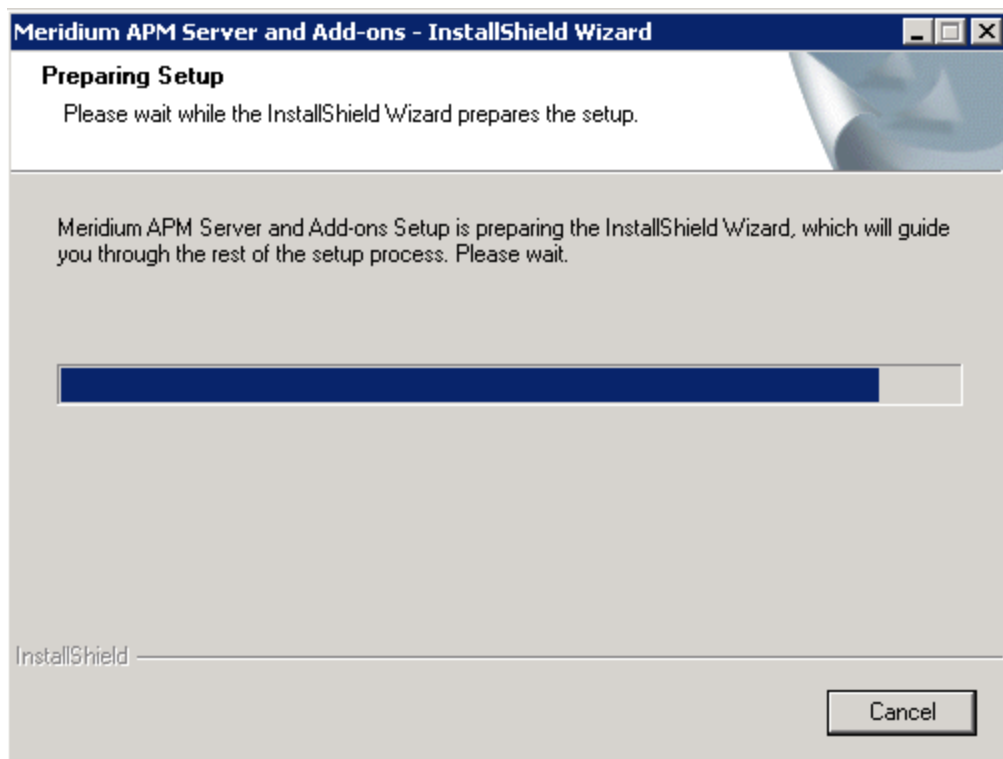 Meridium APM Server and Add-ons - InstallShield Wizard
Preparing Setup
Please wait while the InstallShield Wizard prepares the setup.
Meridium APM Server and Add-ons Setup is preparing the InstallShield Wizard, which will guide
you through the rest of the setup process. Please wait.
InstallShield
Cancel